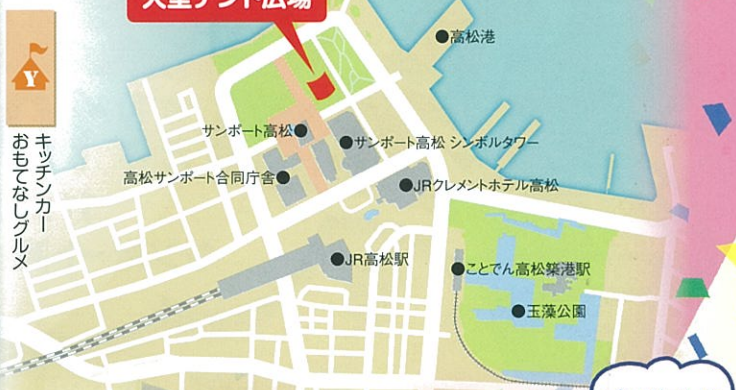 大型テント広場
高松港
Y
サンポート高松
サンポート高松 シンボルタワー
高松サンポート合同庁舎
JRクレメントホテル高松
キッチンカー
おもてなしグルメ
JR高松駅
ことでん高松築港駅
玉藻公園